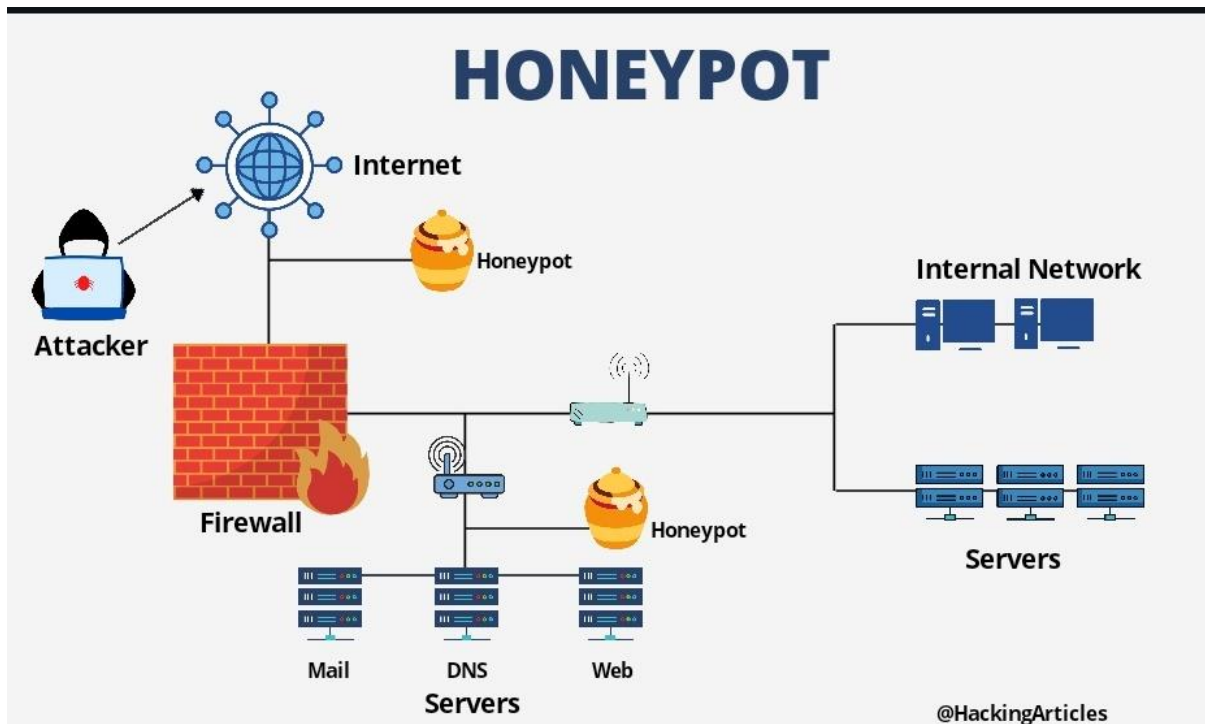 HONEYPOT
Internet
Honeypot
Attacker
Internal Network
Firewall
Honeypot
Servers
Mail
DNS
Web
Servers
@HackingArticles